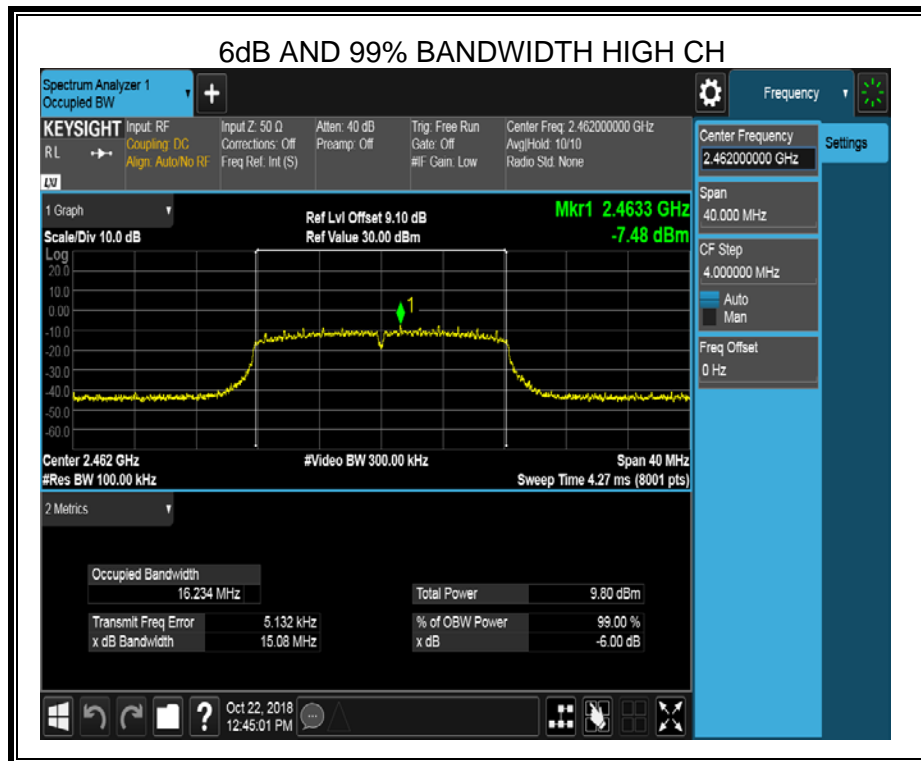 6dB AND 99% BANDWIDTH HIGH CH
Spectrum Analyzer 1
Occupied BW
+
Frequency
KEYSIGHT
RL
LXI
Input: RF
Coupling: DC
Align: Auto/No RF
Input Z: 50 Ω
Corrections: Off
Freq Ref: Int (S)
Atten: 40 dB
Preamp: Off
Trig: Free Run
Gate: Off
#IF Gain: Low
Center Freq: 2.462000000 GHz
Avg|Hold: 10/10
Radio Std: None
Center Frequency
2.462000000 GHz
Settings
Span
40.000 MHz
CF Step
4.000000 MHz
Auto
Man
Freq Offset
0 Hz
1 Graph
Scale/Div 10.0 dB
Ref Lvl Offset 9.10 dB
Ref Value 30.00 dBm
Mkr1 2.4633 GHz
-7.48 dBm
Log
20.0
10.0
0.00
-10.0
-20.0
-30.0
-40.0
-50.0
-60.0
1
Center 2.462 GHz
#Video BW 300.00 kHz
Span 40 MHz
#Res BW 100.00 kHz
Sweep Time 4.27 ms (8001 pts)
2 Metrics
Occupied Bandwidth
16.234 MHz
Total Power 9.80 dBm
Transmit Freq Error 5.132 kHz
% of OBW Power 99.00 %
x dB Bandwidth 15.08 MHz
x dB -6.00 dB
?
Oct 22, 2018
12:45:01 PM